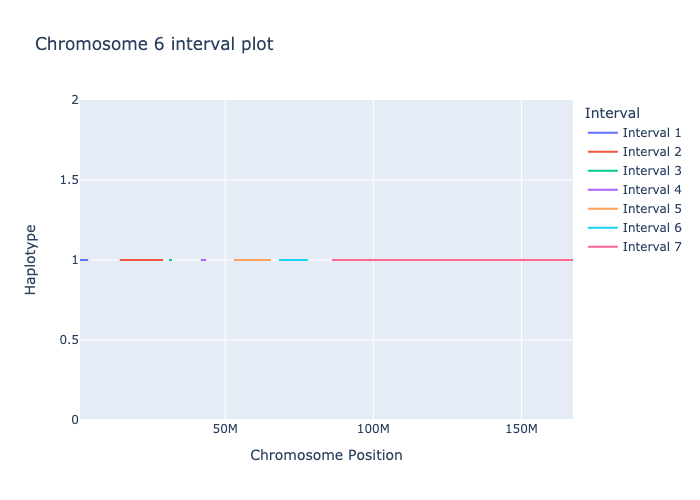 Chromosome 6 interval plot
Interval
Interval 1
Interval 2
Interval 3
Interval 4
Interval 5
Interval 6
Interval 7
2
1.5
1
0.5
0
Haplotype
50M
100M
150M
Chromosome Position